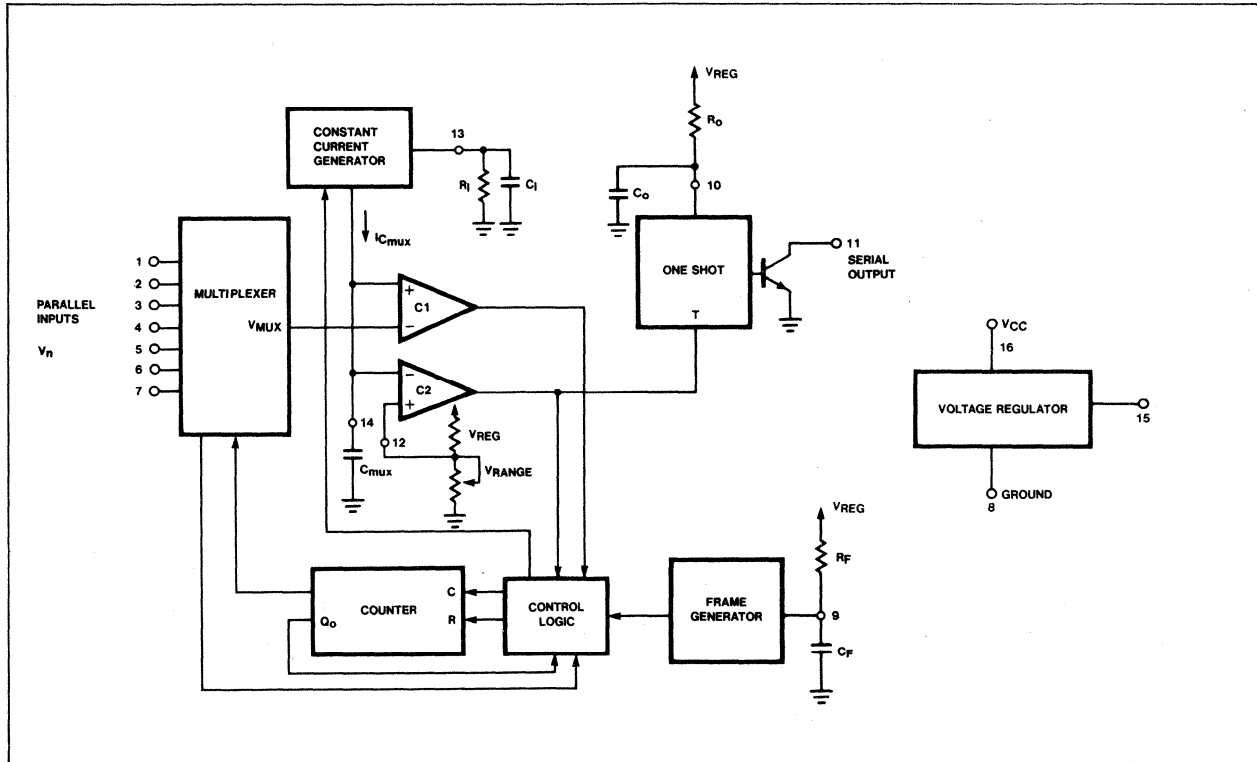 VREG
Ro
CONSTANT
CURRENT
GENERATOR
13
RI
CI
Co
10
ICmux
ONE SHOT
T
11
SERIAL
OUTPUT
MULTIPLEXER
PARALLEL
INPUTS
Vn
1
2
3
4
5
6
7
VMUX
+
C1
−
−
C2
+
14
Cmux
12
VREG
VRANGE
VCC
16
VOLTAGE REGULATOR
15
GROUND
8
COUNTER
C
R
Qo
CONTROL
LOGIC
FRAME
GENERATOR
VREG
RF
9
CF